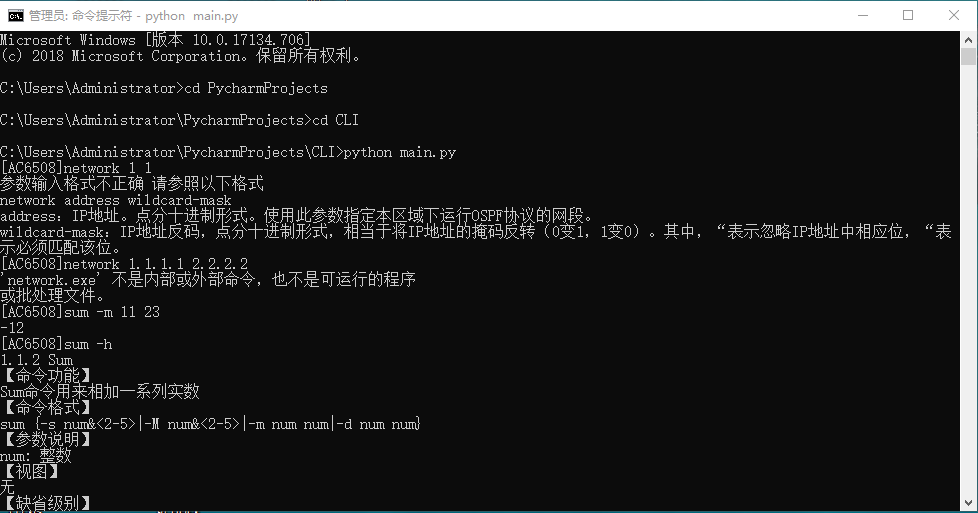 管理员: 命令提示符 - python main.py
Microsoft Windows [版本 10.0.17134.706]
(c) 2018 Microsoft Corporation。保留所有权利。
C:\Users\Administrator>cd PycharmProjects
C:\Users\Administrator\PycharmProjects>cd CLI
C:\Users\Administrator\PycharmProjects\CLI>python main.py
[AC6508]network 1 1
参数输入格式不正确 请参照以下格式
network address wildcard-mask
address：IP地址。点分十进制形式。使用此参数指定本区域下运行OSPF协议的网段。
wildcard-mask：IP地址反码，点分十进制形式，相当于将IP地址的掩码反转（0变1，1变0）。其中，“表示忽略IP地址中相应位，“表
示必须匹配该位。
[AC6508]network 1.1.1.1 2.2.2.2
'network.exe' 不是内部或外部命令，也不是可运行的程序
或批处理文件。
[AC6508]sum -m 11 23
-12
[AC6508]sum -h
1.1.2 Sum
【命令功能】
Sum命令用来相加一系列实数
【命令格式】
sum {-s num&<2-5>|-M num&<2-5>|-m num num|-d num num}
【参数说明】
num: 整数
【视图】
无
【缺省级别】